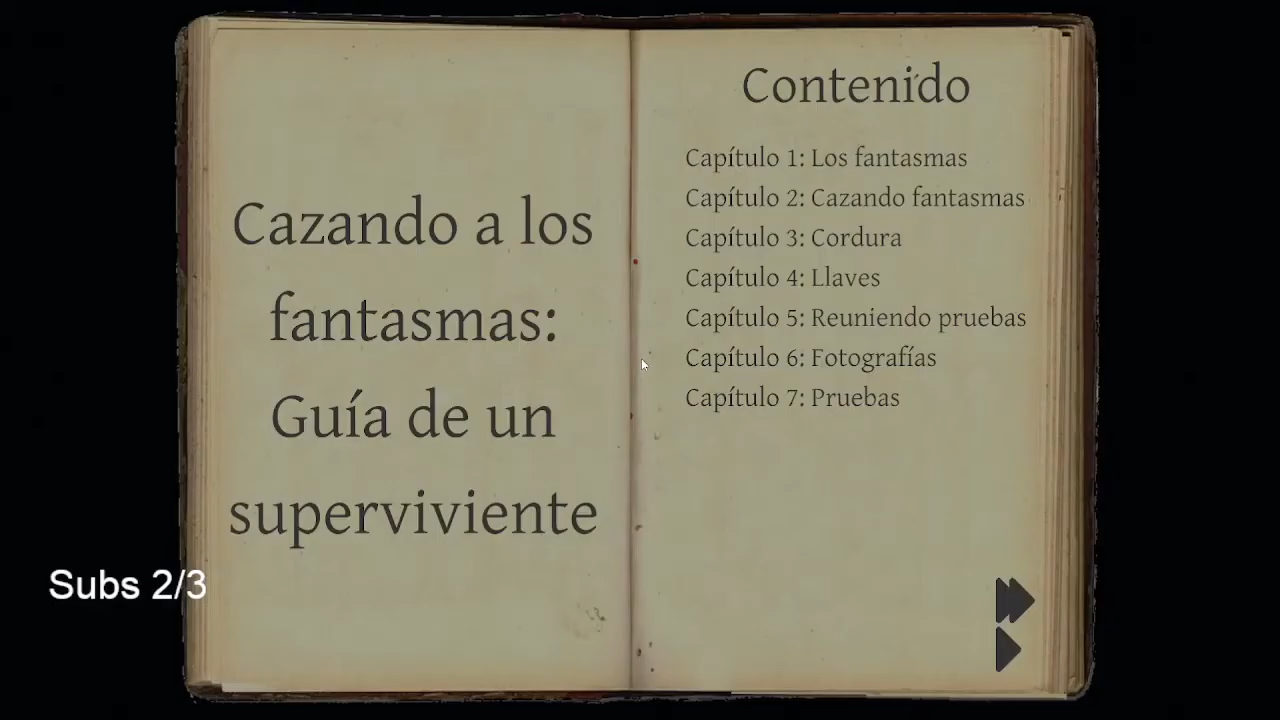 Cazando a los
fantasmas:
Guía de un
superviviente
Contenido
Capítulo 1: Los fantasmas
Capítulo 2: Cazando fantasmas
Capítulo 3: Cordura
Capítulo 4: Llaves
Capítulo 5: Reuniendo pruebas
Capítulo 6: Fotografías
Capítulo 7: Pruebas
Subs 2/3